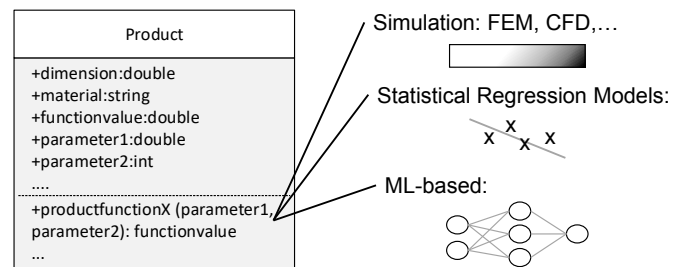 Product
+dimension:double
+material:string
+functionvalue:double
+parameter1:double
+parameter2:int
....
+productfunctionX (parameter1,
parameter2): functionvalue
...
Simulation: FEM, CFD,…
Statistical Regression Models:
x x x x
ML-based: